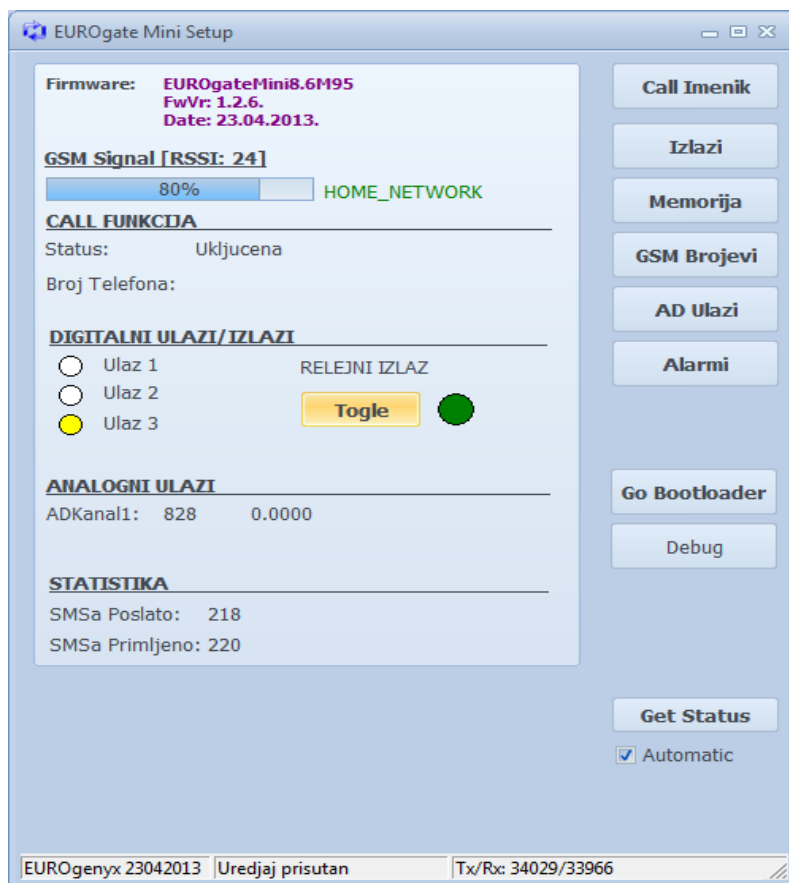 EUROgate Mini Setup
Firmware: EUROgateMini8.6M95
FwVr: 1.2.6.
Date: 23.04.2013.
GSM Signal [RSSI: 24]
80% HOME_NETWORK
CALL FUNKCIJA
Status: Ukljucena
Broj Telefona:
DIGITALNI ULAZI/IZLAZI
Ulaz 1
RELEJNI IZLAZ
Ulaz 2
Togle
Ulaz 3
ANALOGNI ULAZI
ADKanal1: 828 0.0000
STATISTIKA
SMSa Poslato: 218
SMSa Primljeno: 220
Call Imenik
Izlazi
Memorija
GSM Brojevi
AD Ulazi
Alarmi
Go Bootloader
Debug
Get Status
Automatic
EUROgenyx 23042013 Uredjaj prisutan Tx/Rx: 34029/33966